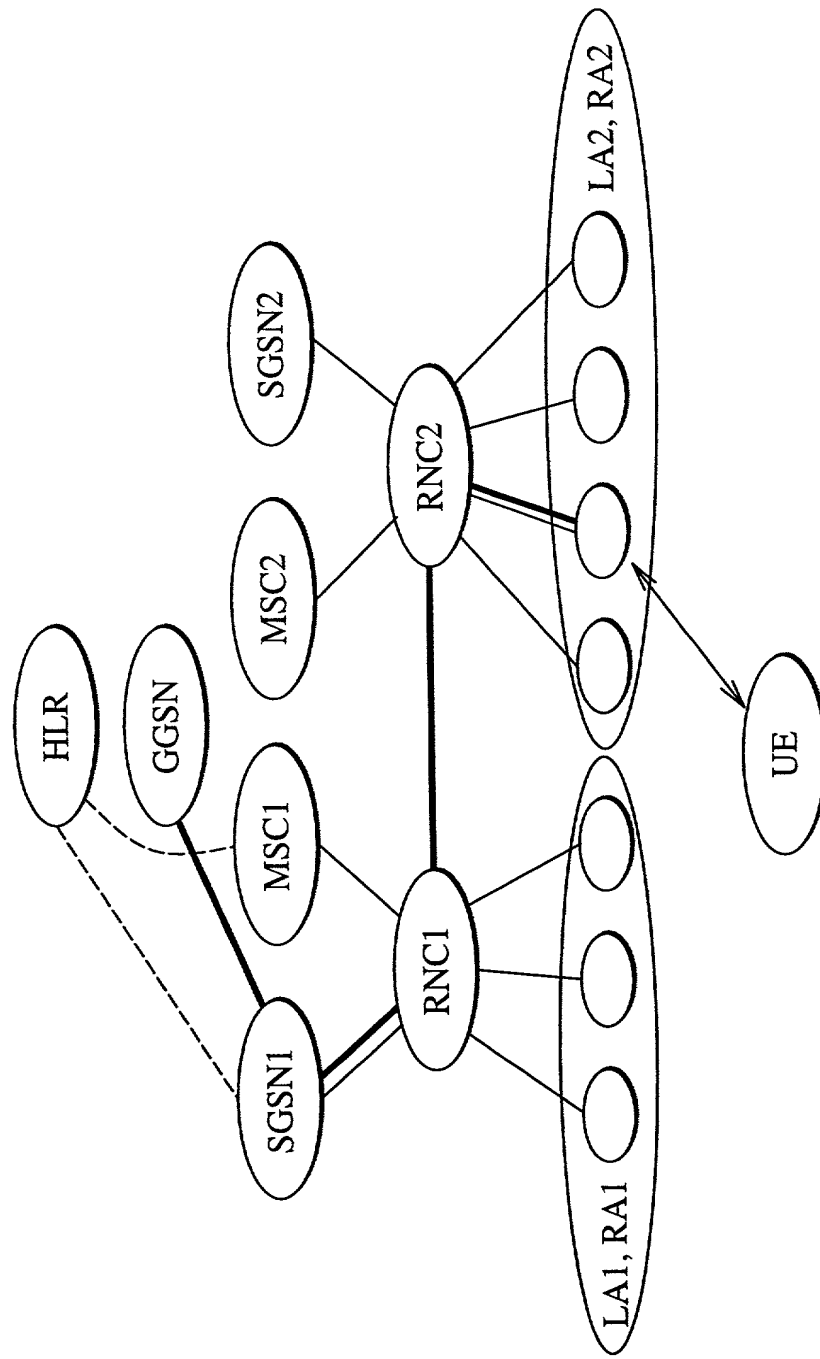 HLR
GGSN
SGSN1
MSC1
MSC2
SGSN2
RNC1
RNC2
LA1, RA1
LA2, RA2
UE